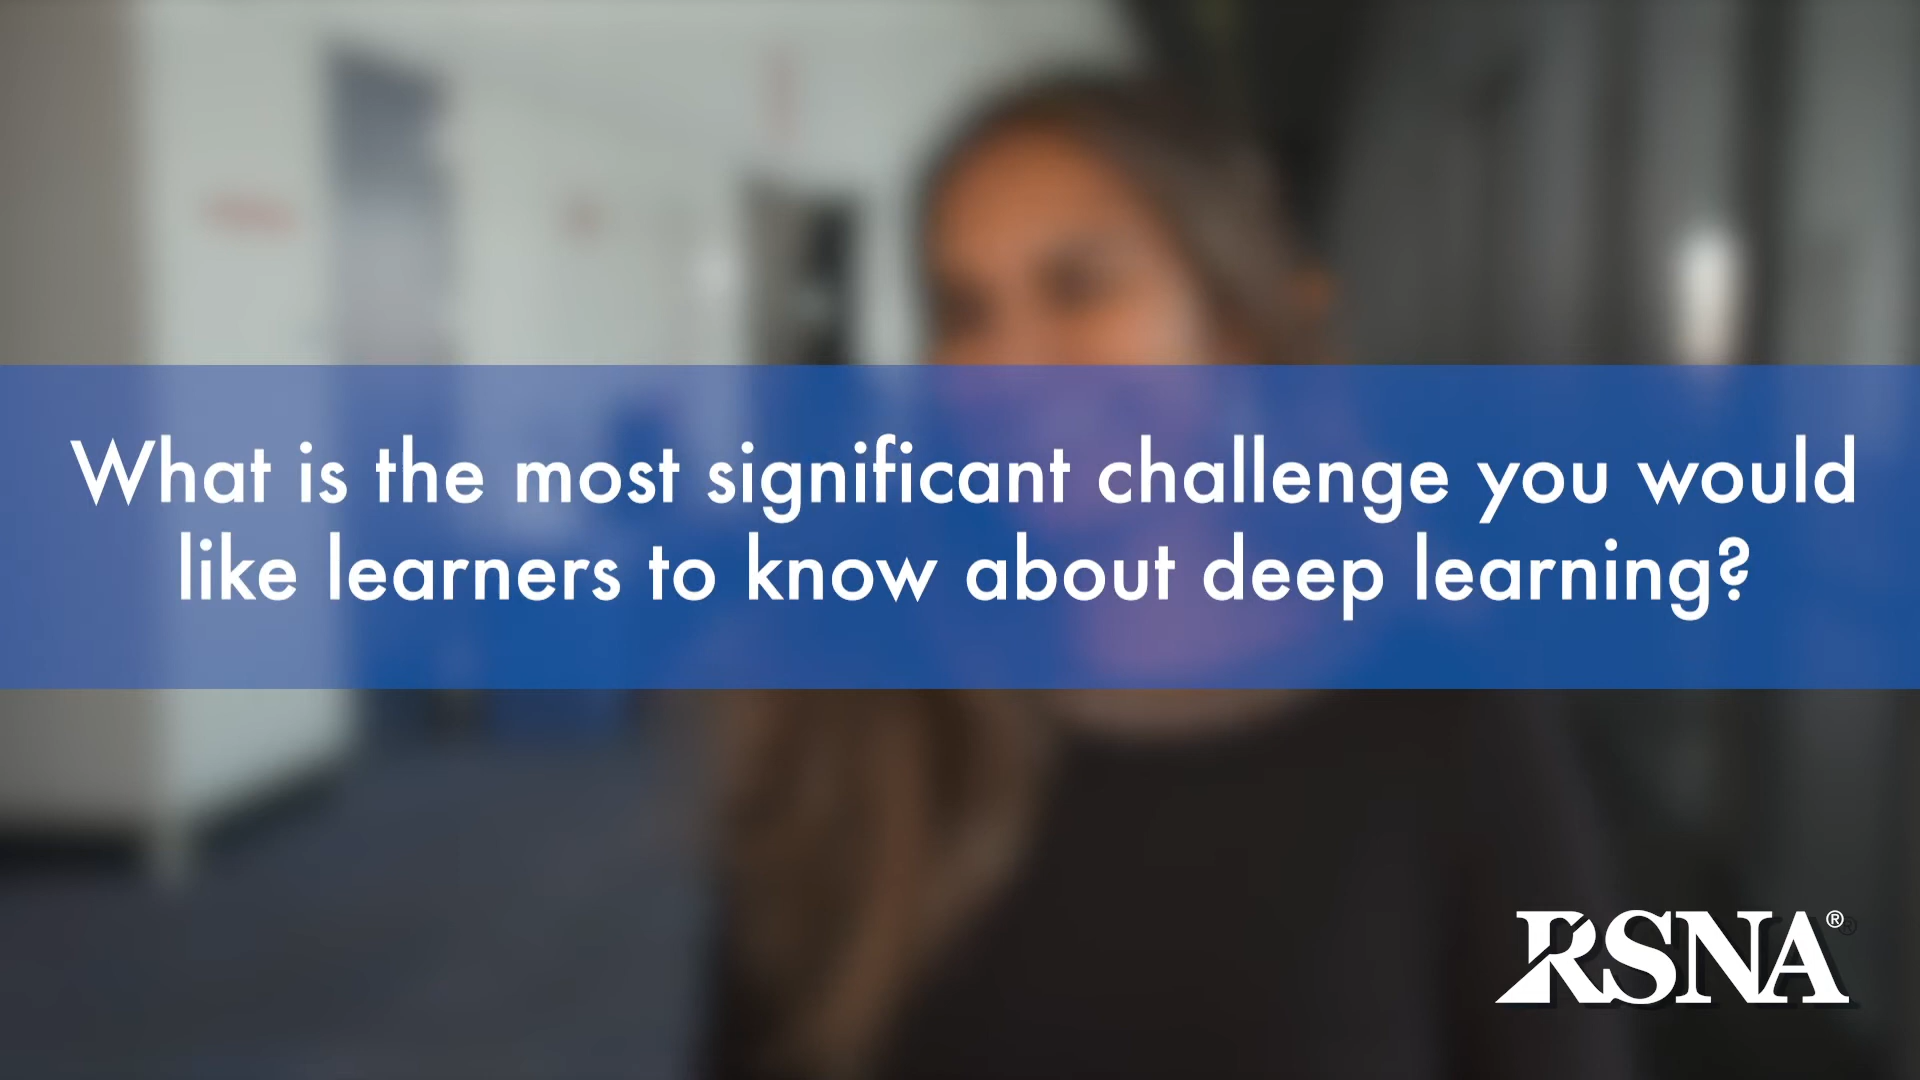 What is the most significant challenge you would
like learners to know about deep learning?
RSNA®